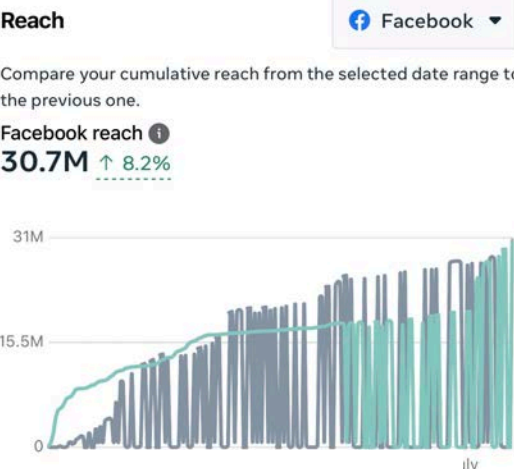 Reach
Facebook
Compare your cumulative reach from the selected date range to
the previous one.
Facebook reach
30.7M ↑ 8.2%
31M
15.5M
0